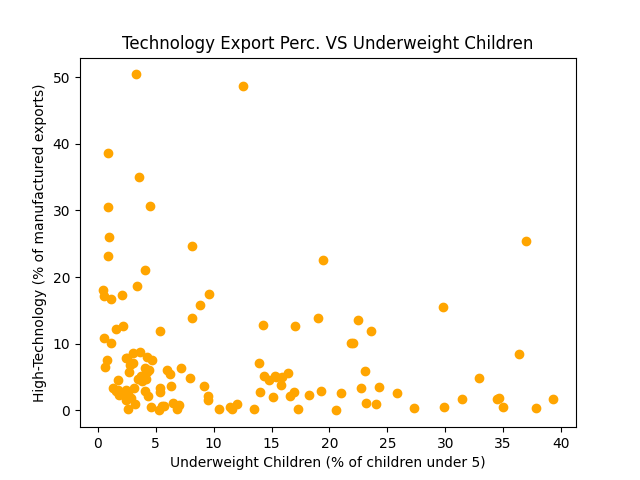 Technology Export Perc. VS Underweight Children
High-Technology (% of manufactured exports)
50
40
30
20
10
0
0 5 10 15 20 25 30 35 40
Underweight Children (% of children under 5)